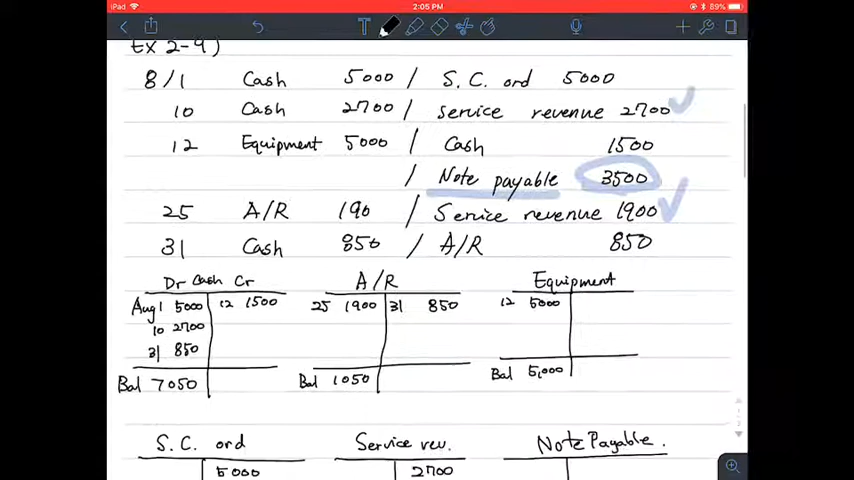 iPad
2:05 PM
89%
Ex 2-9)
8/1 Cash 5000 / S.C. ord 5000
10 Cash 2700 / service revenue 2700
12 Equipment 5000 / Cash 1500
/ Note payable 3500
25 A/R 190 / Service revenue 1900
31 Cash 850 / A/R 850
Dr Cash Cr
Aug 1 5000 12 1500
10 2700
31 850
Bal 7050
A/R
25 1900 31 850
Bal 1050
Equipment
12 5000
Bal 5,000
S.C. ord
5000
Service rev.
2700
Note Payable.